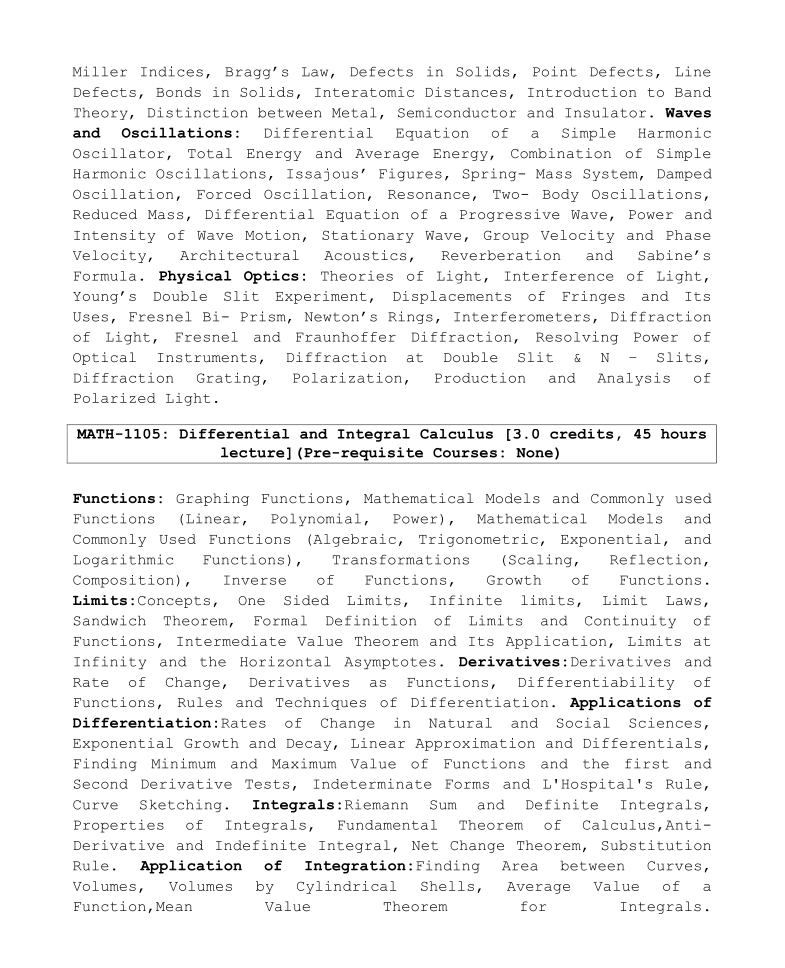 Miller Indices, Bragg’s Law, Defects in Solids, Point Defects, Line
Defects, Bonds in Solids, Interatomic Distances, Introduction to Band
Theory, Distinction between Metal, Semiconductor and Insulator. Waves
and Oscillations: Differential Equation of a Simple Harmonic
Oscillator, Total Energy and Average Energy, Combination of Simple
Harmonic Oscillations, Issajous’ Figures, Spring- Mass System, Damped
Oscillation, Forced Oscillation, Resonance, Two- Body Oscillations,
Reduced Mass, Differential Equation of a Progressive Wave, Power and
Intensity of Wave Motion, Stationary Wave, Group Velocity and Phase
Velocity, Architectural Acoustics, Reverberation and Sabine’s
Formula. Physical Optics: Theories of Light, Interference of Light,
Young’s Double Slit Experiment, Displacements of Fringes and Its
Uses, Fresnel Bi- Prism, Newton’s Rings, Interferometers, Diffraction
of Light, Fresnel and Fraunhoffer Diffraction, Resolving Power of
Optical Instruments, Diffraction at Double Slit & N – Slits,
Diffraction Grating, Polarization, Production and Analysis of
Polarized Light.
MATH-1105: Differential and Integral Calculus [3.0 credits, 45 hours
lecture](Pre-requisite Courses: None)
Functions: Graphing Functions, Mathematical Models and Commonly used
Functions (Linear, Polynomial, Power), Mathematical Models and
Commonly Used Functions (Algebraic, Trigonometric, Exponential, and
Logarithmic Functions), Transformations (Scaling, Reflection,
Composition), Inverse of Functions, Growth of Functions.
Limits:Concepts, One Sided Limits, Infinite limits, Limit Laws,
Sandwich Theorem, Formal Definition of Limits and Continuity of
Functions, Intermediate Value Theorem and Its Application, Limits at
Infinity and the Horizontal Asymptotes. Derivatives:Derivatives and
Rate of Change, Derivatives as Functions, Differentiability of
Functions, Rules and Techniques of Differentiation. Applications of
Differentiation:Rates of Change in Natural and Social Sciences,
Exponential Growth and Decay, Linear Approximation and Differentials,
Finding Minimum and Maximum Value of Functions and the first and
Second Derivative Tests, Indeterminate Forms and L'Hospital's Rule,
Curve Sketching. Integrals:Riemann Sum and Definite Integrals,
Properties of Integrals, Fundamental Theorem of Calculus,Anti-
Derivative and Indefinite Integral, Net Change Theorem, Substitution
Rule. Application of Integration:Finding Area between Curves,
Volumes, Volumes by Cylindrical Shells, Average Value of a
Function,Mean Value Theorem for Integrals.